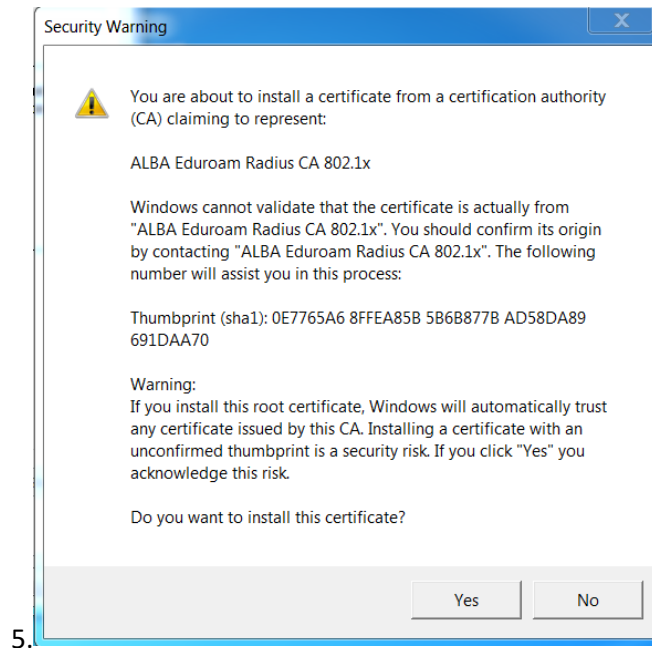 Security Warning
You are about to install a certificate from a certification authority
(CA) claiming to represent:
ALBA Eduroam Radius CA 802.1x
Windows cannot validate that the certificate is actually from
"ALBA Eduroam Radius CA 802.1x". You should confirm its origin
by contacting "ALBA Eduroam Radius CA 802.1x". The following
number will assist you in this process:
Thumbprint (sha1): 0E7765A6 8FFEA85B 5B6B877B AD58DA89
691DAA70
Warning:
If you install this root certificate, Windows will automatically trust
any certificate issued by this CA. Installing a certificate with an
unconfirmed thumbprint is a security risk. If you click "Yes" you
acknowledge this risk.
Do you want to install this certificate?
Yes No
5.